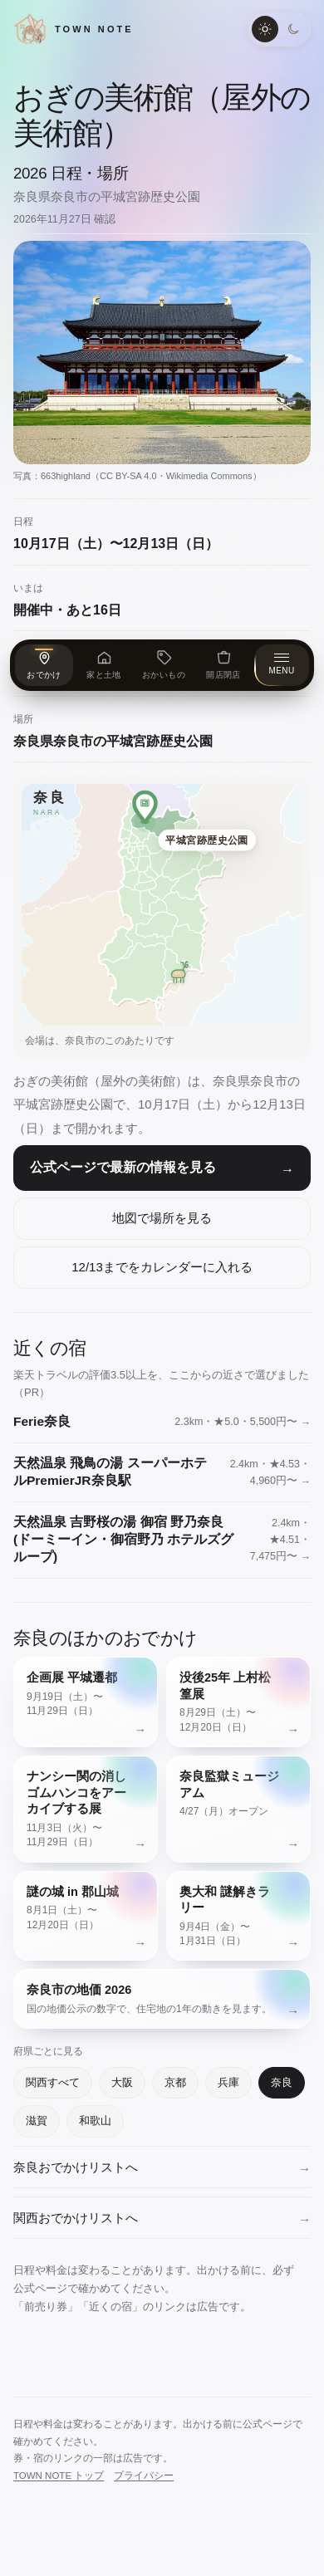 TOWN NOTE
おぎの美術館（屋外の
美術館）
2026 日程・場所
奈良県奈良市の平城宮跡歴史公園
2026年11月27日 確認
写真：663highland（CC BY-SA 4.0・Wikimedia Commons）
日程
10月17日（土）〜12月13日（日）
いまは
開催中・あと16日
おでかけ
家と土地
おかいもの
開店閉店
MENU
場所
奈良県奈良市の平城宮跡歴史公園
奈良
NARA
平城宮跡歴史公園
会場は、奈良市のこのあたりです
おぎの美術館（屋外の美術館）は、奈良県奈良市の
平城宮跡歴史公園で、10月17日（土）から12月13日
（日）まで開かれます。
公式ページで最新の情報を見る →
地図で場所を見る
12/13までをカレンダーに入れる
近くの宿
楽天トラベルの評価3.5以上を、ここからの近さで選びました
（PR）
Ferie奈良
2.3km・★5.0・5,500円〜 →
天然温泉 飛鳥の湯 スーパーホテ
ルPremierJR奈良駅
2.4km・★4.53・
4,960円〜 →
天然温泉 吉野桜の湯 御宿 野乃奈良
(ドーミーイン・御宿野乃 ホテルズグ
ループ)
2.4km・
★4.51・
7,475円〜 →
奈良のほかのおでかけ
企画展 平城遷都
9月19日（土）〜
11月29日（日）
→
没後25年 上村松
篁展
8月29日（土）〜
12月20日（日）
→
ナンシー関の消し
ゴムハンコをアー
カイブする展
11月3日（火）〜
11月29日（日）
→
奈良監獄ミュージ
アム
4/27（月）オープン
→
謎の城 in 郡山城
8月1日（土）〜
12月20日（日）
→
奥大和 謎解きラ
リー
9月4日（金）〜
1月31日（日）
→
奈良市の地価 2026
国の地価公示の数字で、住宅地の1年の動きを見ます。
→
府県ごとに見る
関西すべて
大阪
京都
兵庫
奈良
滋賀
和歌山
奈良おでかけリストへ →
関西おでかけリストへ →
日程や料金は変わることがあります。出かける前に、必ず
公式ページで確かめてください。
「前売り券」「近くの宿」のリンクは広告です。
日程や料金は変わることがあります。出かける前に公式ページで
確かめてください。
券・宿のリンクの一部は広告です。
TOWN NOTE トップ プライバシー